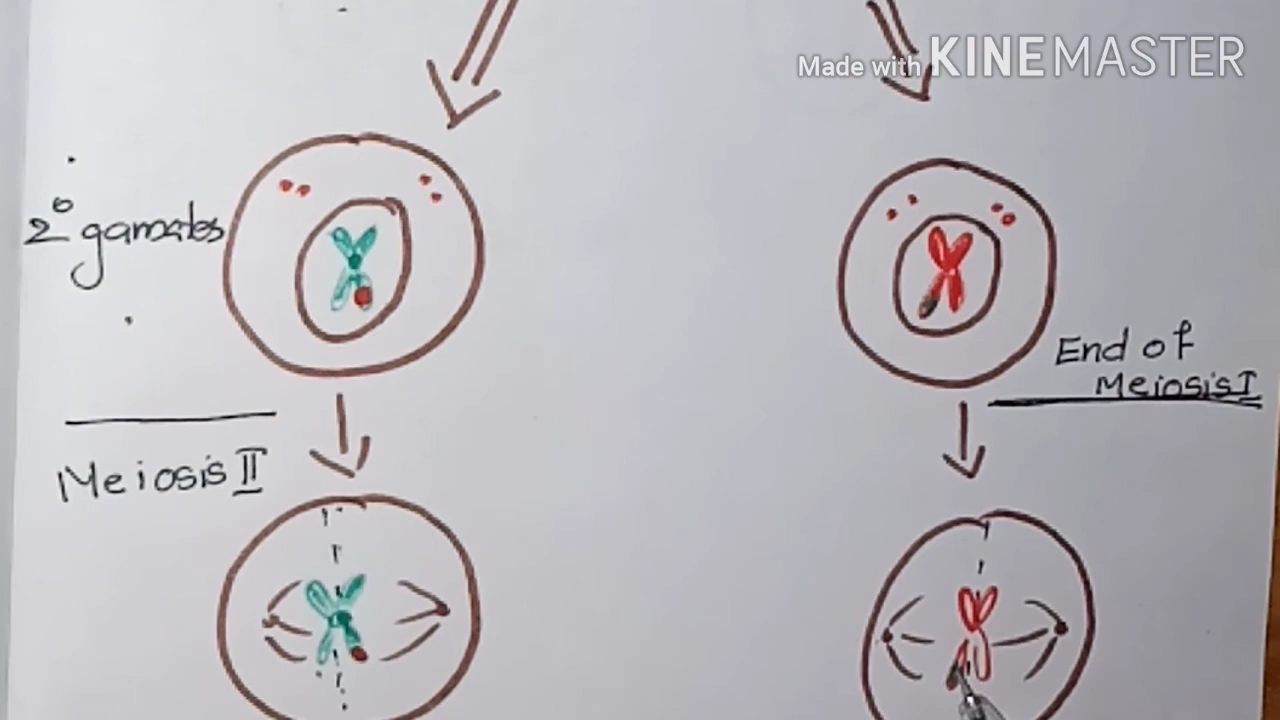 Made with KINEMASTER
2° gamates
End of
Meiosis I
Meiosis II